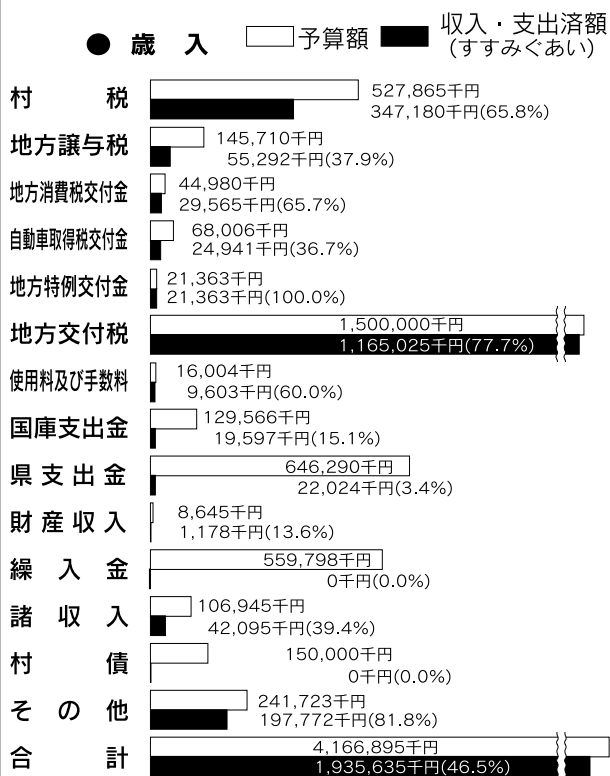 ● 歳 入 予算額 収入・支出済額
(すすみぐあい)
村 税 527,865千円
347,180千円(65.8%)
地方譲与税 145,710千円
55,292千円(37.9%)
地方消費税交付金 44,980千円
29,565千円(65.7%)
自動車取得税交付金 68,006千円
24,941千円(36.7%)
地方特例交付金 21,363千円
21,363千円(100.0%)
地方交付税 1,500,000千円
1,165,025千円(77.7%)
使用料及び手数料 16,004千円
9,603千円(60.0%)
国庫支出金 129,566千円
19,597千円(15.1%)
県支出金 646,290千円
22,024千円(3.4%)
財産収入 8,645千円
1,178千円(13.6%)
繰入金 559,798千円
0千円(0.0%)
諸収入 106,945千円
42,095千円(39.4%)
村債 150,000千円
0千円(0.0%)
その他 241,723千円
197,772千円(81.8%)
合計 4,166,895千円
1,935,635千円(46.5%)